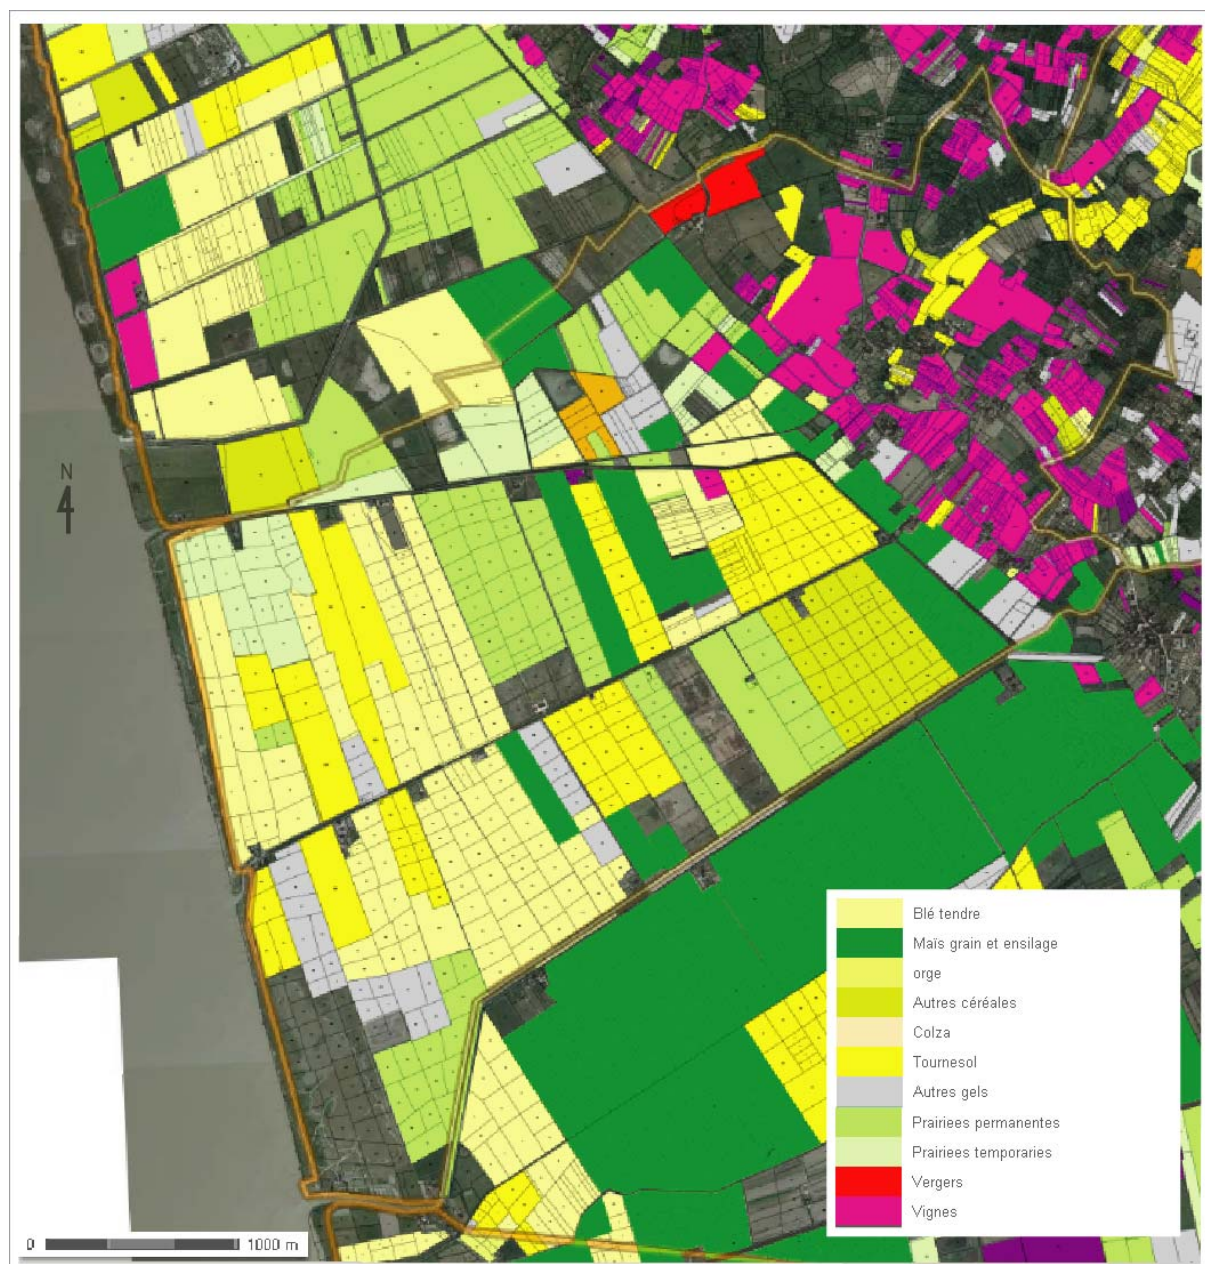 N
Blé tendre
Maïs grain et ensilage
orge
Autres céréales
Colza
Tournesol
Autres gels
Prairiees permanentes
Prairiees temporaries
Vergers
Vignes
0 1000 m